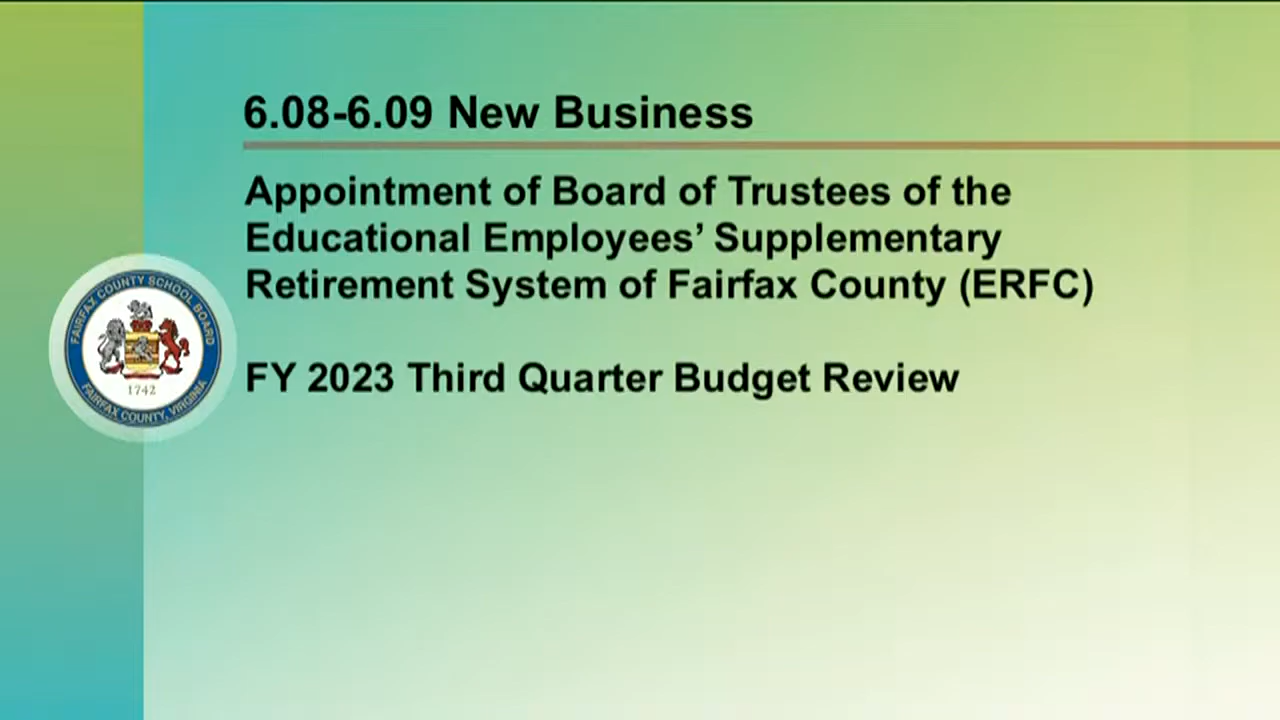 6.08-6.09 New Business
Appointment of Board of Trustees of the
Educational Employees’ Supplementary
Retirement System of Fairfax County (ERFC)
FY 2023 Third Quarter Budget Review
FAIRFAX COUNTY SCHOOL BOARD
1742
FAIRFAX COUNTY, VIRGINIA